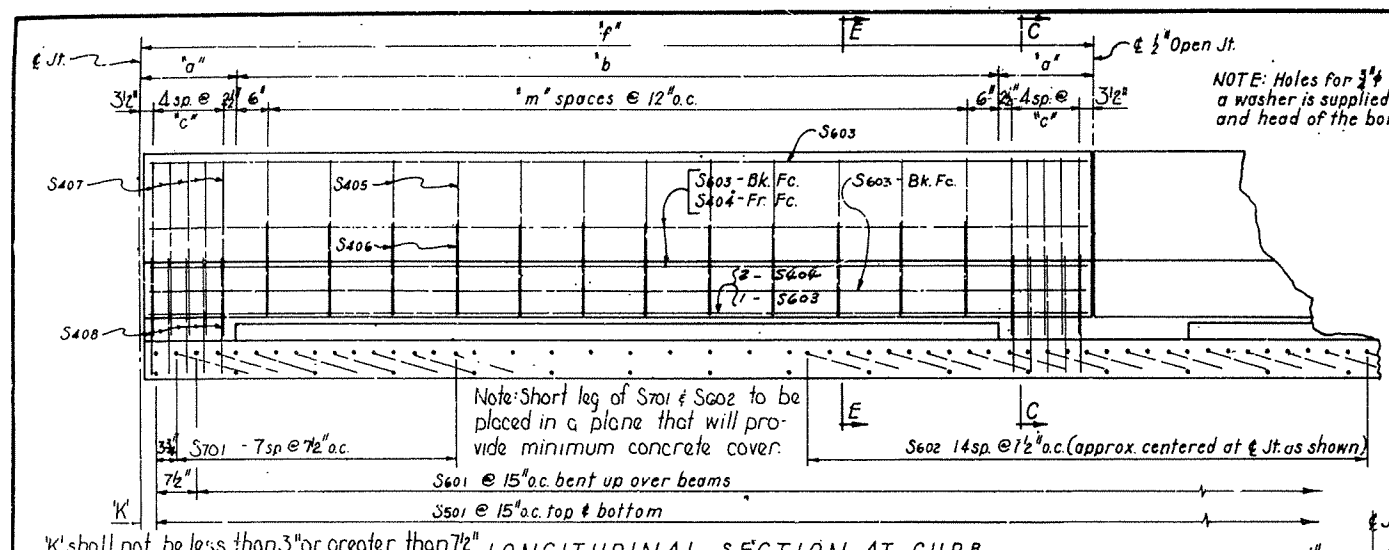 "f"
E
C
₵ Jt.
"a"
"b
"a"
₵ ½" Open Jt.
3½"
4 sp. @
"c"
2½"
6"
"m" spaces @ 12" o.c.
6"
2½"
4 sp. @
"c"
3½"
NOTE: Holes for ¾"ϕ
a washer is supplied
and head of the bo
S603
S407
S405
S603 - Bk. Fc.
S404 - Fr. Fc.
S603 - Bk. Fc.
S406
2 - S404
1 - S603
S408
Note: Short leg of S701 & S602 to be
placed in a plane that will pro-
vide minimum concrete cover.
E
C
3¾"
S701 - 7 sp @ 7½" o.c.
S602 14 sp. @ 7½" o.c. (approx. centered at ₵ Jt. as shown)
7½"
S601 @ 15" o.c. bent up over beams
'K'
S501 @ 15" o.c. top & bottom
'K' shall not be less than 3" or greater than 7½"
LONGITUDINAL SECTION AT CURB